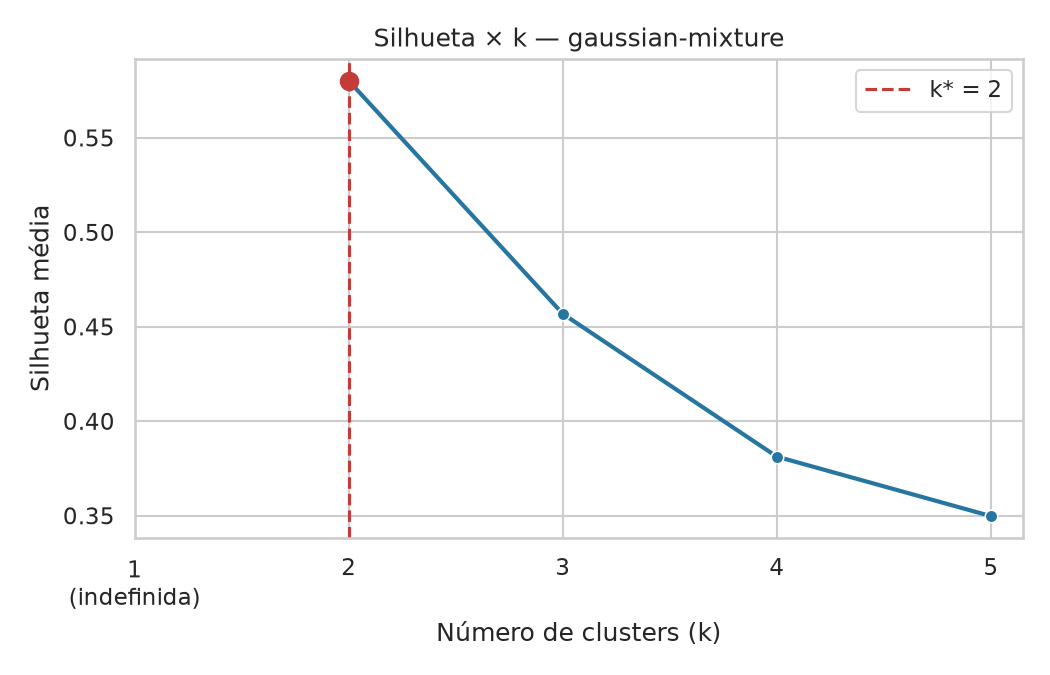 Silhueta × k — gaussian-mixture
k* = 2
Silhueta média
0.55
0.50
0.45
0.40
0.35
1
(indefinida)
2
3
4
5
Número de clusters (k)